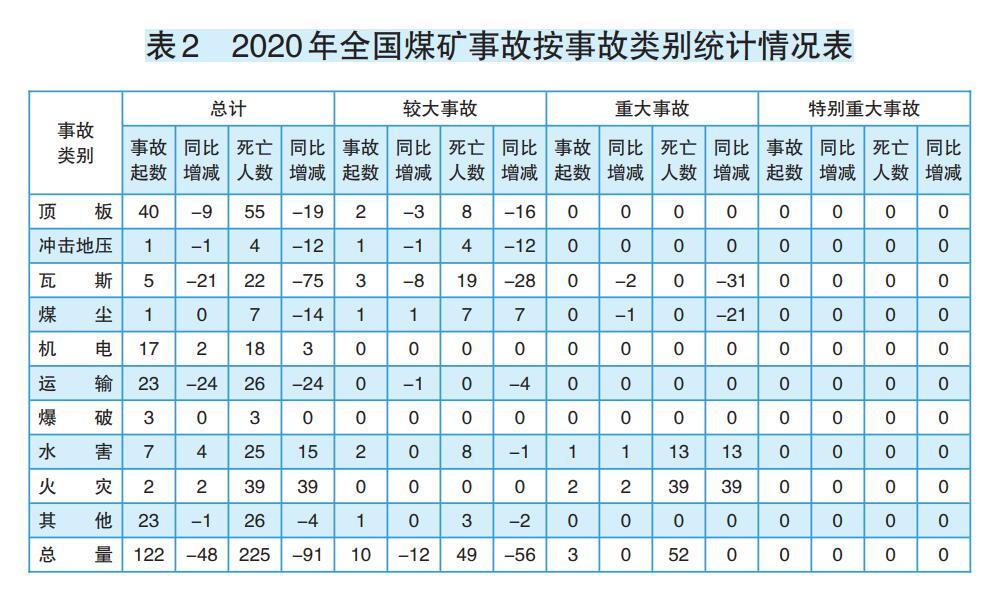 表2 2020年全国煤矿事故按事故类别统计情况表
事故类别 总计 较大事故 重大事故 特别重大事故
事故起数 同比增减 死亡人数 同比增减 事故起数 同比增减 死亡人数 同比增减 事故起数 同比增减 死亡人数 同比增减 事故起数 同比增减 死亡人数 同比增减
顶板 40 −9 55 −19 2 −3 8 −16 0 0 0 0 0 0 0 0
冲击地压 1 −1 4 −12 1 −1 4 −12 0 0 0 0 0 0 0 0
瓦斯 5 −21 22 −75 3 −8 19 −28 0 −2 0 −31 0 0 0 0
煤尘 1 0 7 −14 1 1 7 7 0 −1 0 −21 0 0 0 0
机电 17 2 18 3 0 0 0 0 0 0 0 0 0 0 0 0
运输 23 −24 26 −24 0 −1 0 −4 0 0 0 0 0 0 0 0
爆破 3 0 3 0 0 0 0 0 0 0 0 0 0 0 0 0
水害 7 4 25 15 2 0 8 −1 1 1 13 13 0 0 0 0
火灾 2 2 39 39 0 0 0 0 2 2 39 39 0 0 0 0
其他 23 −1 26 −4 1 0 3 −2 0 0 0 0 0 0 0 0
总量 122 −48 225 −91 10 −12 49 −56 3 0 52 0 0 0 0 0